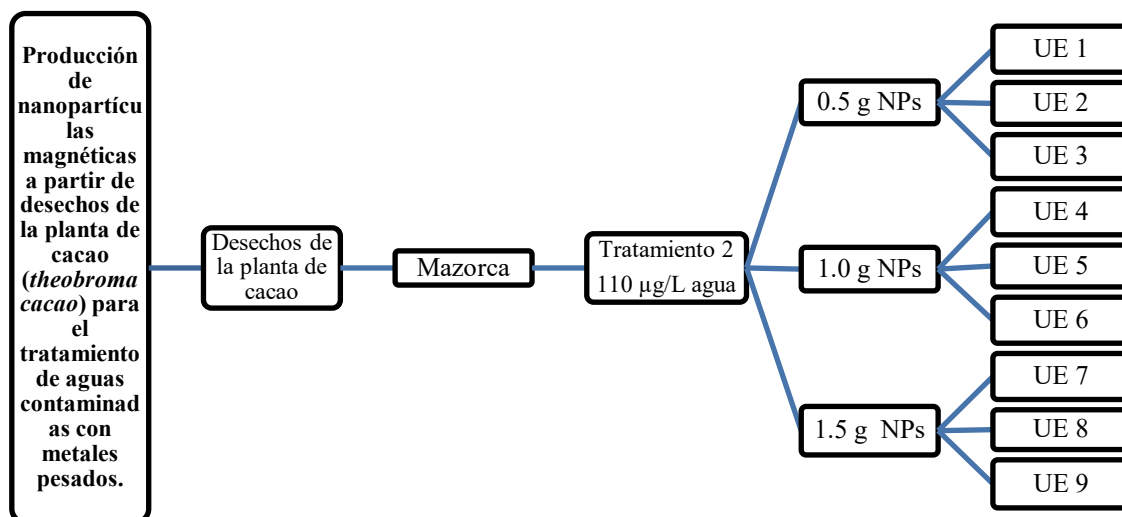 Producción
de
nanopartícu
las
magnéticas
a partir de
desechos de
la planta de
cacao
(theobroma
cacao) para
el
tratamiento
de aguas
contaminad
as con
metales
pesados.
Desechos de
la planta de
cacao
Mazorca
Tratamiento 2
110 µg/L agua
0.5 g NPs
UE 1
UE 2
UE 3
1.0 g NPs
UE 4
UE 5
UE 6
1.5 g NPs
UE 7
UE 8
UE 9